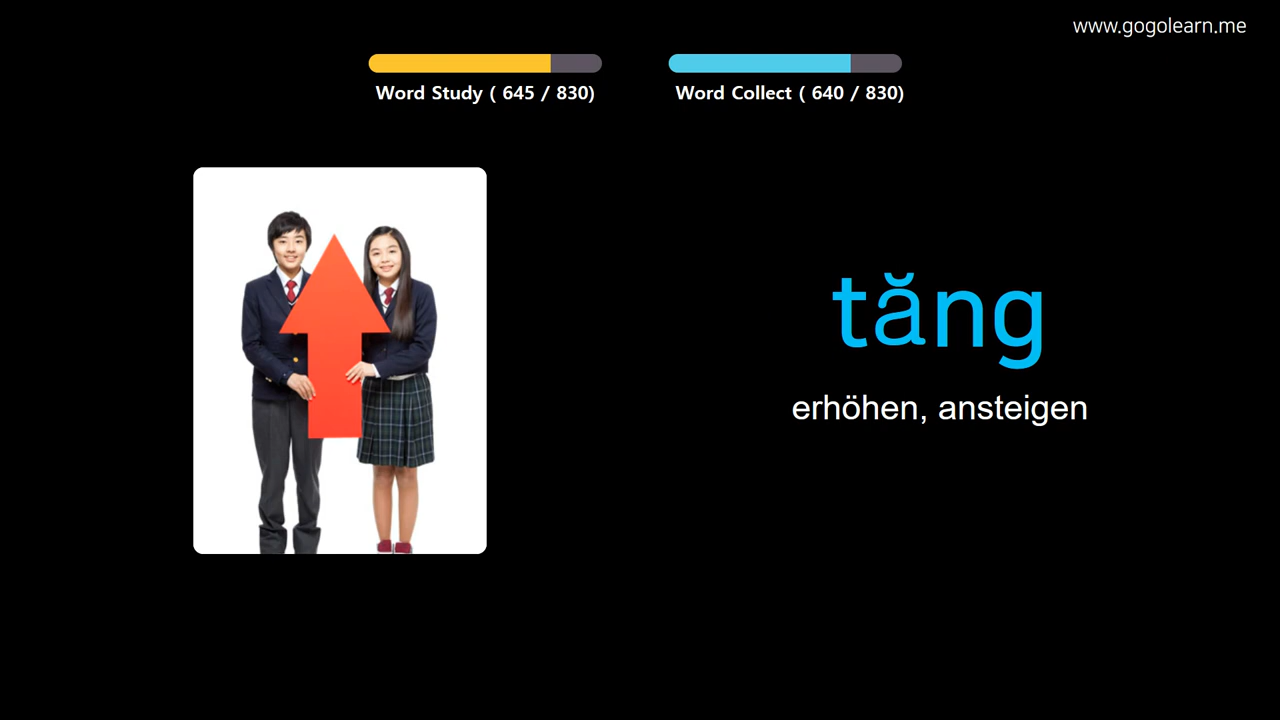 www.gogolearn.me
Word Study ( 645 / 830)
Word Collect ( 640 / 830)
tăng
erhöhen, ansteigen